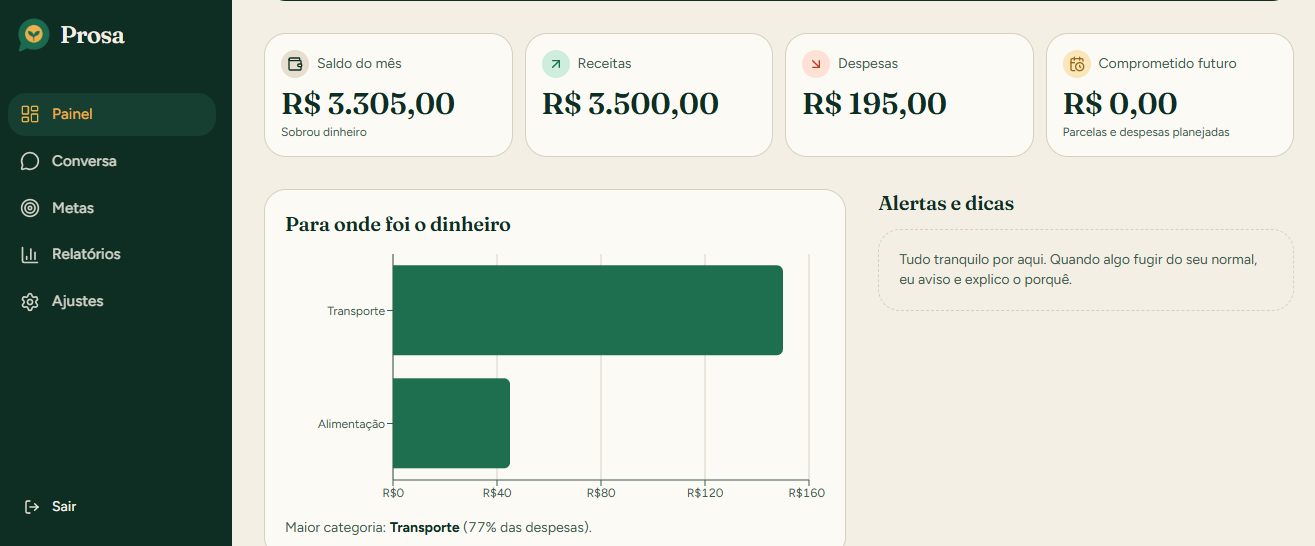 Prosa
Painel
Conversa
Metas
Relatórios
Ajustes
Sair
Saldo do mês
R$ 3.305,00
Sobrou dinheiro
Receitas
R$ 3.500,00
Despesas
R$ 195,00
Comprometido futuro
R$ 0,00
Parcelas e despesas planejadas
Para onde foi o dinheiro
Transporte
Alimentação
R$0 R$40 R$80 R$120 R$160
Maior categoria: Transporte (77% das despesas).
Alertas e dicas
Tudo tranquilo por aqui. Quando algo fugir do seu normal,
eu aviso e explico o porquê.